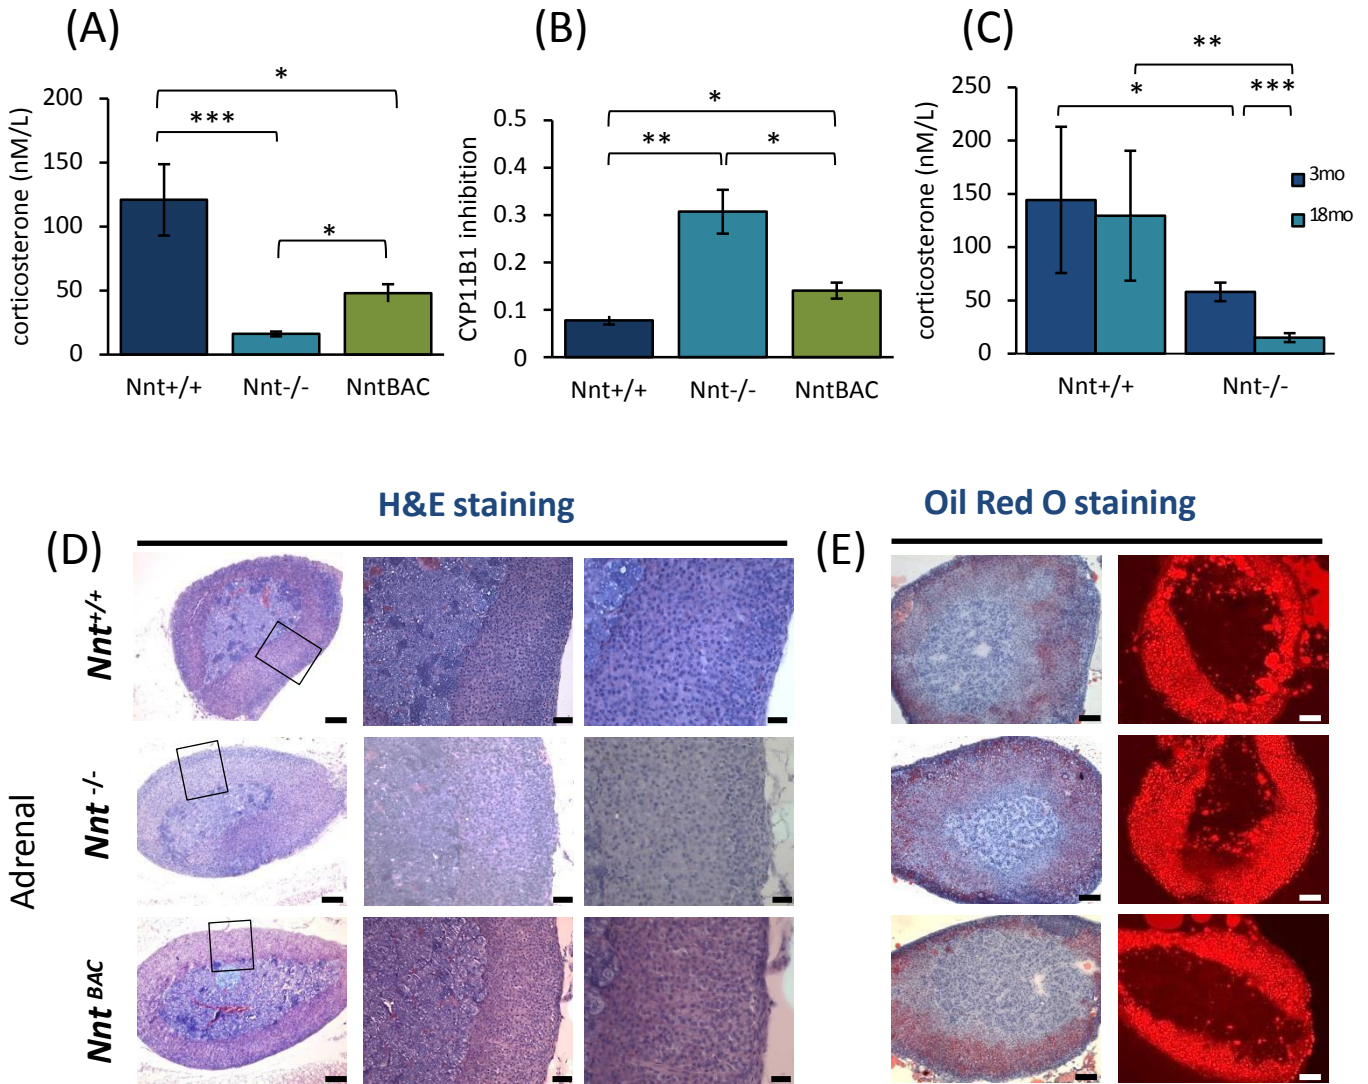 (A)
corticosterone (nM/L)
200
150
100
50
0
*
***
*
Nnt+/+ Nnt-/- NntBAC
(B)
CYP11B1 inhibition
0.5
0.4
0.3
0.2
0.1
0
*
** *
Nnt+/+ Nnt-/- NntBAC
(C)
corticosterone (nM/L)
250
200
150
100
50
0
**
* ***
3mo
18mo
Nnt+/+ Nnt-/-
H&E staining
Oil Red O staining
(D)
(E)
Adrenal
Nnt+/+
Nnt -/-
Nnt BAC